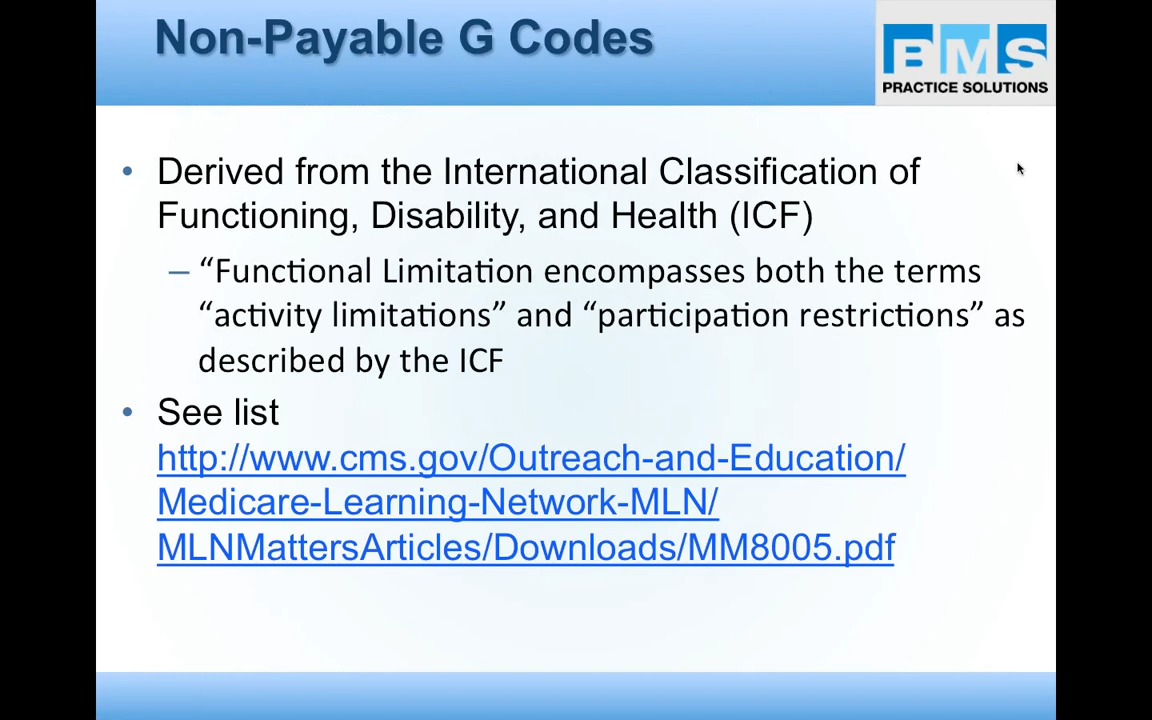 Non-Payable G Codes
BMS
PRACTICE SOLUTIONS
• Derived from the International Classification of
Functioning, Disability, and Health (ICF)
– “Functional Limitation encompasses both the terms
“activity limitations” and “participation restrictions” as
described by the ICF
• See list
http://www.cms.gov/Outreach-and-Education/
Medicare-Learning-Network-MLN/
MLNMattersArticles/Downloads/MM8005.pdf